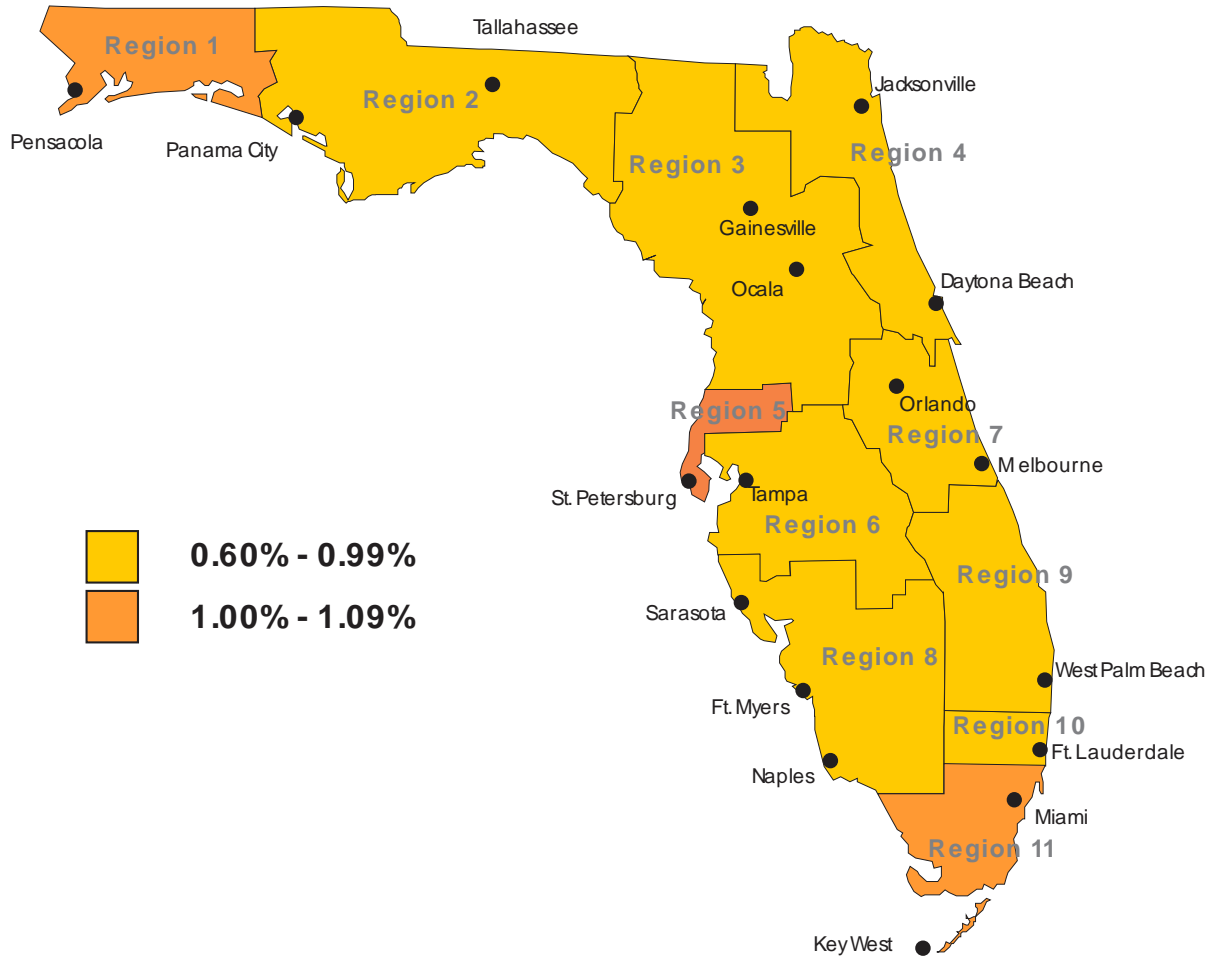 Tallahassee
Region 1
Jacksonville
Region 2
Pensacola
Panama City
Region 4
Region 3
Gainesville
Daytona Beach
Ocala
Orlando
Region 5
Region 7
Melbourne
St. Petersburg
Tampa
Region 6
0.60% - 0.99%
Region 9
1.00% - 1.09%
Sarasota
Region 8
West Palm Beach
Ft. Myers
Region 10
Ft. Lauderdale
Naples
Miami
Region 11
Key West